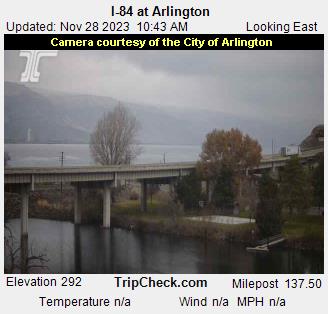 I-84 at Arlington
Updated: Nov 28 2023 10:43 AM Looking East
Camera courtesy of the City of Arlington
Elevation 292 TripCheck.com Milepost 137.50
Temperature n/a Wind n/a MPH n/a